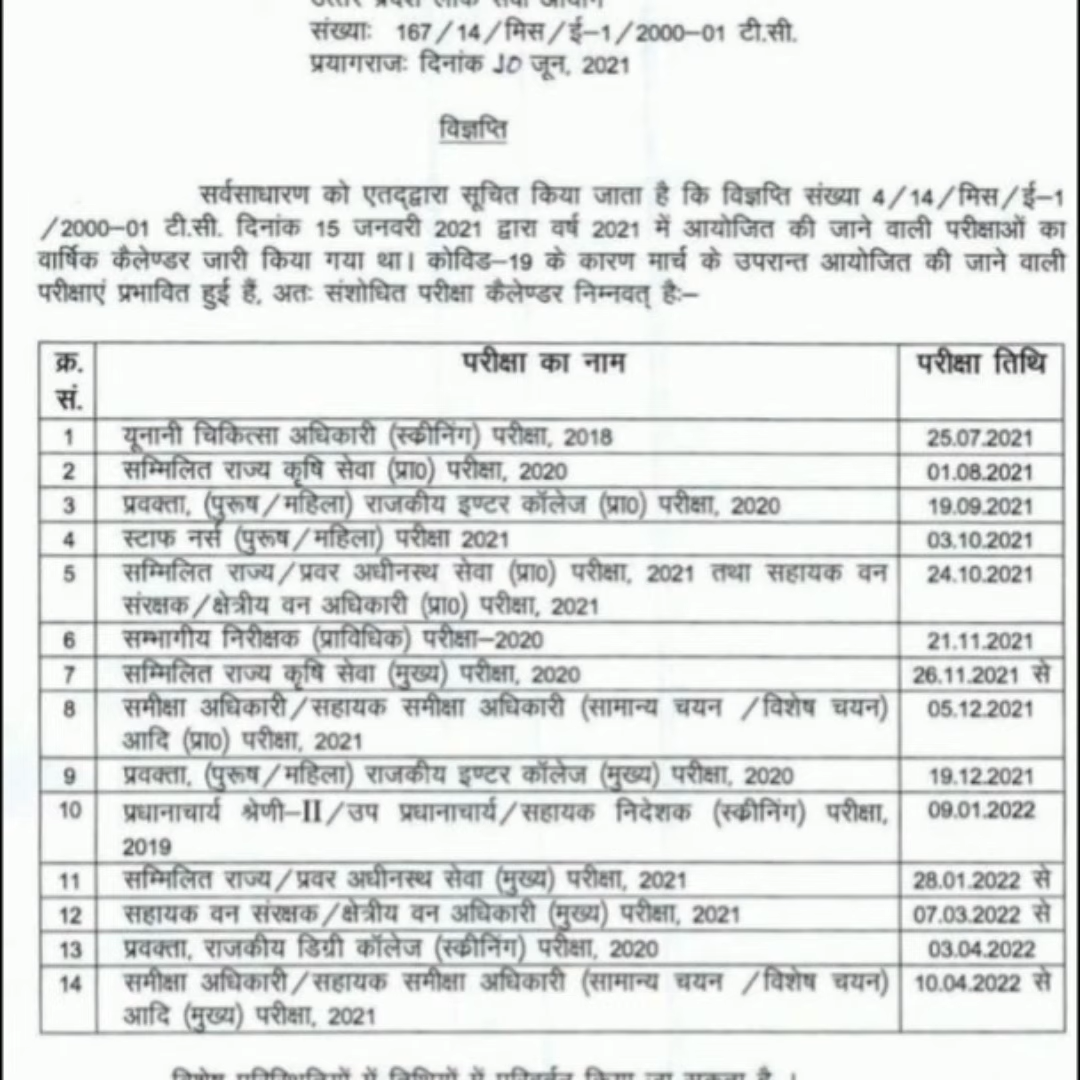 उत्तर प्रदेश लोक सेवा आयोग
संख्याः 167/14/मिस/ई–1/2000–01 टी.सी.
प्रयागराजः दिनांक 10 जून, 2021
विज्ञप्ति
सर्वसाधारण को एतद्द्वारा सूचित किया जाता है कि विज्ञप्ति संख्या 4/14/मिस/ई–1
/2000–01 टी.सी. दिनांक 15 जनवरी 2021 द्वारा वर्ष 2021 में आयोजित की जाने वाली परीक्षाओं का
वार्षिक कैलेण्डर जारी किया गया था। कोविड–19 के कारण मार्च के उपरान्त आयोजित की जाने वाली
परीक्षाएं प्रभावित हुई हैं, अतः संशोधित परीक्षा कैलेण्डर निम्नवत् हैः–
क्र. परीक्षा का नाम परीक्षा तिथि
सं.
1 यूनानी चिकित्सा अधिकारी (स्क्रीनिंग) परीक्षा, 2018 25.07.2021
2 सम्मिलित राज्य कृषि सेवा (प्रा0) परीक्षा, 2020 01.08.2021
3 प्रवक्ता, (पुरूष/महिला) राजकीय इण्टर कॉलेज (प्रा0) परीक्षा, 2020 19.09.2021
4 स्टाफ नर्स (पुरूष/महिला) परीक्षा 2021 03.10.2021
5 सम्मिलित राज्य/प्रवर अधीनस्थ सेवा (प्रा0) परीक्षा, 2021 तथा सहायक वन 24.10.2021
संरक्षक/क्षेत्रीय वन अधिकारी (प्रा0) परीक्षा, 2021
6 सम्भागीय निरीक्षक (प्राविधिक) परीक्षा–2020 21.11.2021
7 सम्मिलित राज्य कृषि सेवा (मुख्य) परीक्षा, 2020 26.11.2021 से
8 समीक्षा अधिकारी/सहायक समीक्षा अधिकारी (सामान्य चयन /विशेष चयन) 05.12.2021
आदि (प्रा0) परीक्षा, 2021
9 प्रवक्ता, (पुरूष/महिला) राजकीय इण्टर कॉलेज (मुख्य) परीक्षा, 2020 19.12.2021
10 प्रधानाचार्य श्रेणी–II/उप प्रधानाचार्य/सहायक निदेशक (स्क्रीनिंग) परीक्षा, 09.01.2022
2019
11 सम्मिलित राज्य/प्रवर अधीनस्थ सेवा (मुख्य) परीक्षा, 2021 28.01.2022 से
12 सहायक वन संरक्षक/क्षेत्रीय वन अधिकारी (मुख्य) परीक्षा, 2021 07.03.2022 से
13 प्रवक्ता, राजकीय डिग्री कॉलेज (स्क्रीनिंग) परीक्षा, 2020 03.04.2022
14 समीक्षा अधिकारी/सहायक समीक्षा अधिकारी (सामान्य चयन /विशेष चयन) 10.04.2022 से
आदि (मुख्य) परीक्षा, 2021
विशेष परिस्थितियों में तिथियों में परिवर्तन किया जा सकता है ।